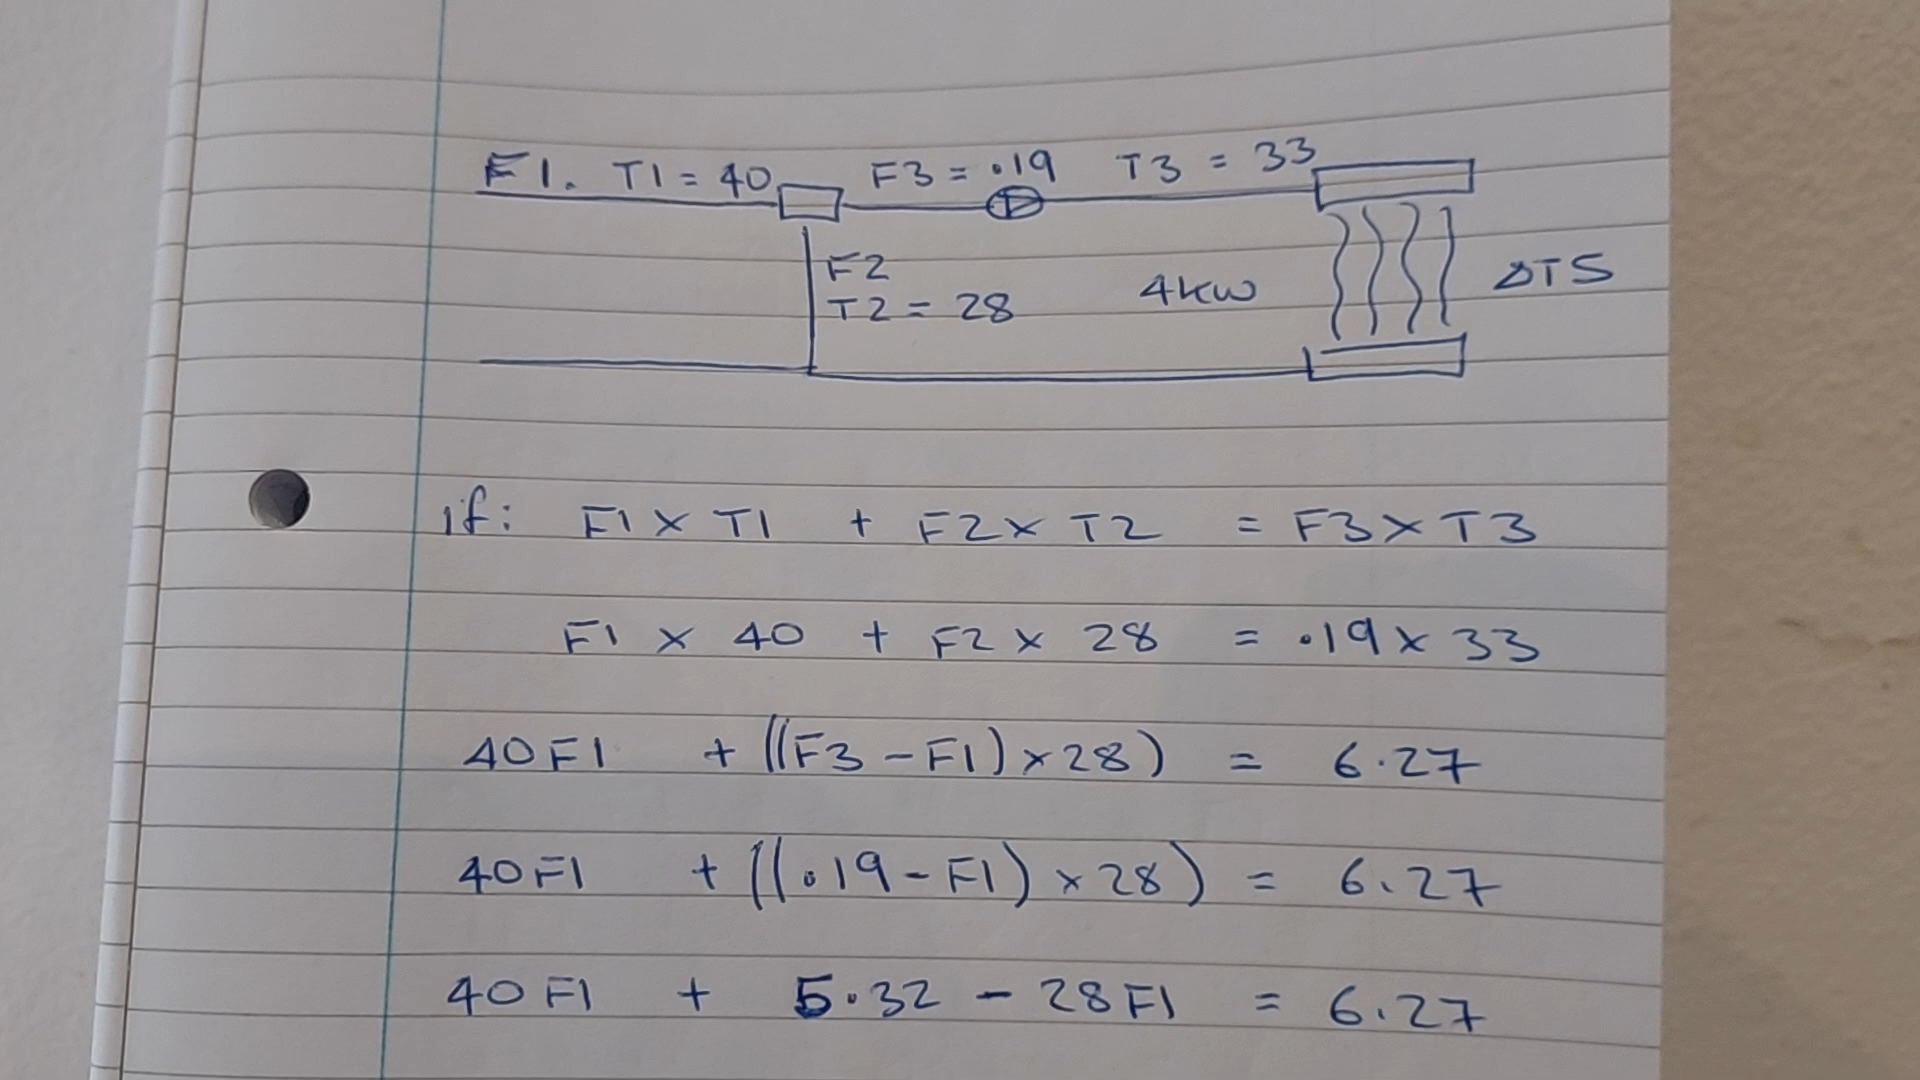 F1. T1 = 40 F3 = .19 T3 = 33
F2
T2 = 28 4kW ΔT5
if: F1 x T1 + F2 x T2 = F3 x T3
F1 x 40 + F2 x 28 = .19 x 33
40F1 + ((F3 - F1) x 28) = 6.27
40F1 + ((.19 - F1) x 28) = 6.27
40F1 + 5.32 - 28F1 = 6.27